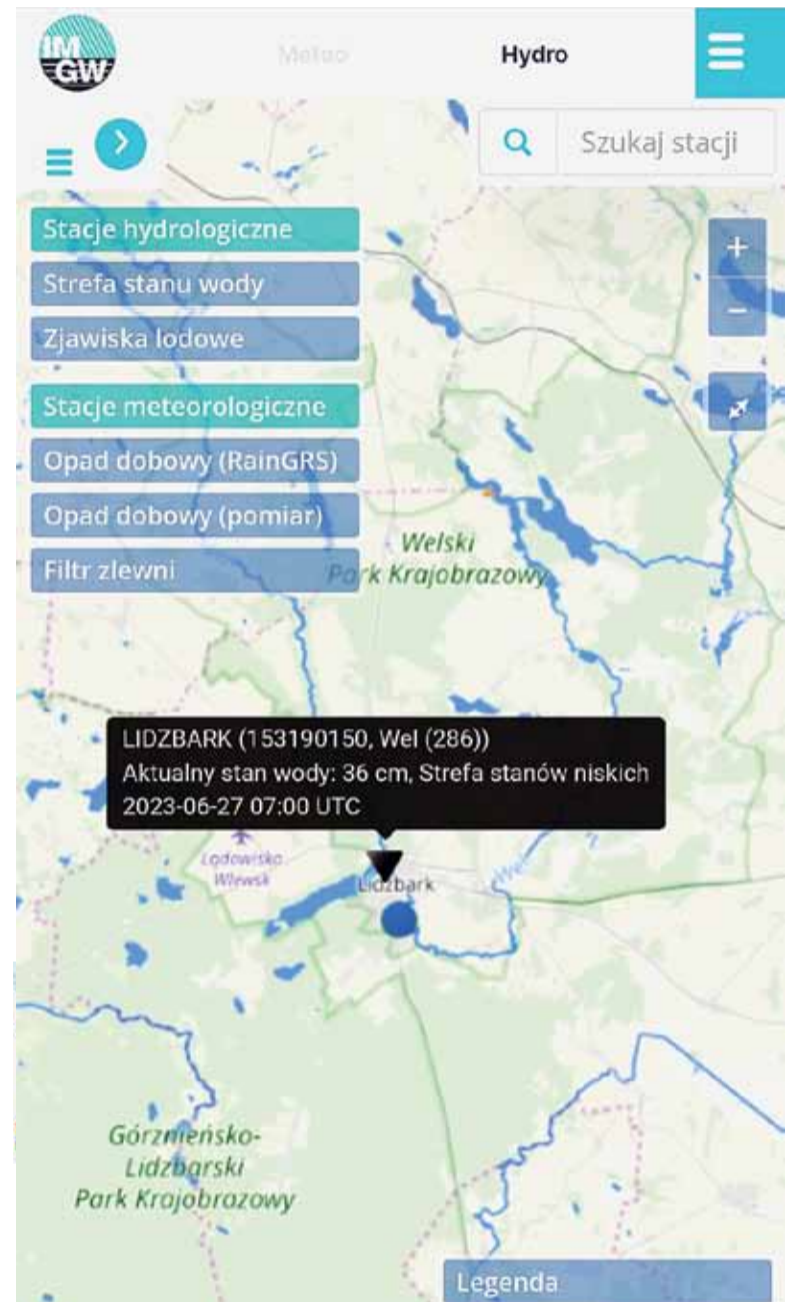 IM
GW
Meteo
Hydro
Szukaj stacji
Stacje hydrologiczne
Strefa stanu wody
Zjawiska lodowe
Stacje meteorologiczne
Opad dobowy (RainGRS)
Opad dobowy (pomiar)
Filtr zlewni
+
−
Welski
Park Krajobrazowy
LIDZBARK (153190150, Wel (286))
Aktualny stan wody: 36 cm, Strefa stanów niskich
2023-06-27 07:00 UTC
Lądowisko
Wlewsk
Lidzbark
Wel
Górznieńsko-
Lidzbarski
Park Krajobrazowy
Legenda